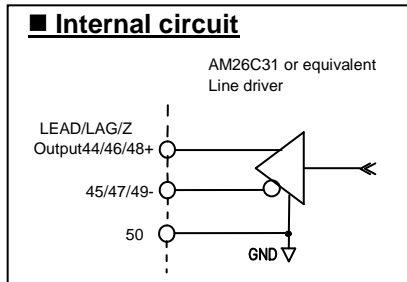 ■ Internal circuit
AM26C31 or equivalent
Line driver
LEAD/LAG/Z
Output44/46/48+
45/47/49-
50
GND